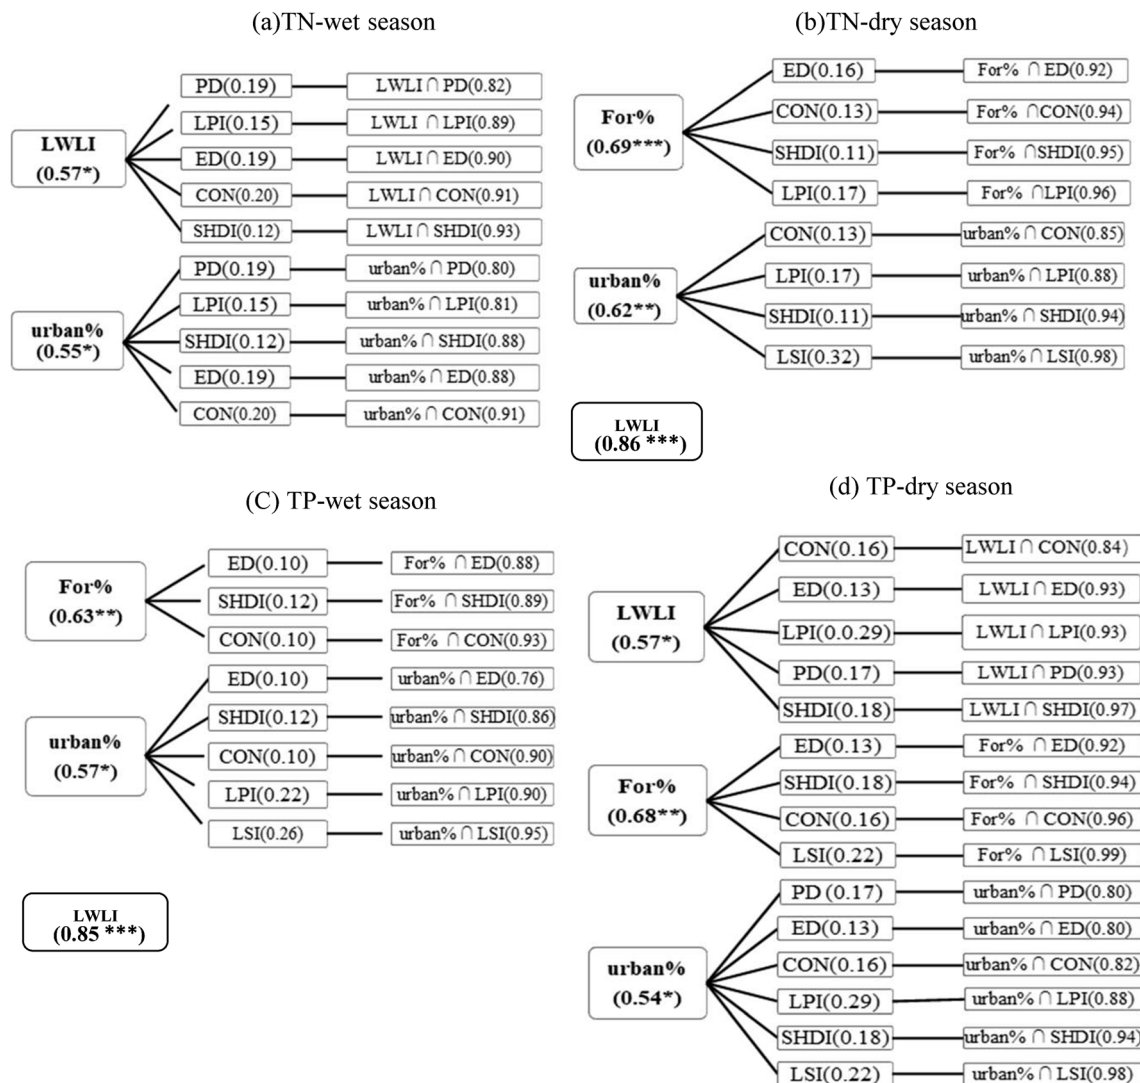 (a)TN-wet season
LWLI
(0.57*)
PD(0.19)
LWLI ∩ PD(0.82)
LPI(0.15)
LWLI ∩ LPI(0.89)
ED(0.19)
LWLI ∩ ED(0.90)
CON(0.20)
LWLI ∩ CON(0.91)
SHDI(0.12)
LWLI ∩ SHDI(0.93)
urban%
(0.55*)
PD(0.19)
urban% ∩ PD(0.80)
LPI(0.15)
urban% ∩ LPI(0.81)
SHDI(0.12)
urban% ∩ SHDI(0.88)
ED(0.19)
urban% ∩ ED(0.88)
CON(0.20)
urban% ∩ CON(0.91)
(b)TN-dry season
For%
(0.69***)
ED(0.16)
For% ∩ ED(0.92)
CON(0.13)
For% ∩CON(0.94)
SHDI(0.11)
For% ∩SHDI(0.95)
LPI(0.17)
For% ∩LPI(0.96)
urban%
(0.62**)
CON(0.13)
urban% ∩ CON(0.85)
LPI(0.17)
urban% ∩ LPI(0.88)
SHDI(0.11)
urban% ∩ SHDI(0.94)
LSI(0.32)
urban% ∩ LSI(0.98)
LWLI
(0.86 ***)
(C) TP-wet season
For%
(0.63**)
ED(0.10)
For% ∩ ED(0.88)
SHDI(0.12)
For% ∩ SHDI(0.89)
CON(0.10)
For% ∩ CON(0.93)
urban%
(0.57*)
ED(0.10)
urban% ∩ ED(0.76)
SHDI(0.12)
urban% ∩ SHDI(0.86)
CON(0.10)
urban% ∩ CON(0.90)
LPI(0.22)
urban% ∩ LPI(0.90)
LSI(0.26)
urban% ∩ LSI(0.95)
LWLI
(0.85 ***)
(d) TP-dry season
LWLI
(0.57*)
CON(0.16)
LWLI ∩ CON(0.84)
ED(0.13)
LWLI ∩ ED(0.93)
LPI(0.0.29)
LWLI ∩ LPI(0.93)
PD(0.17)
LWLI ∩ PD(0.93)
SHDI(0.18)
LWLI ∩ SHDI(0.97)
For%
(0.68**)
ED(0.13)
For% ∩ ED(0.92)
SHDI(0.18)
For% ∩ SHDI(0.94)
CON(0.16)
For% ∩ CON(0.96)
LSI(0.22)
For% ∩ LSI(0.99)
urban%
(0.54*)
PD (0.17)
urban% ∩ PD(0.80)
ED(0.13)
urban% ∩ ED(0.80)
CON(0.16)
urban% ∩ CON(0.82)
LPI(0.29)
urban% ∩ LPI(0.88)
SHDI(0.18)
urban% ∩ SHDI(0.94)
LSI(0.22)
urban% ∩ LSI(0.98)